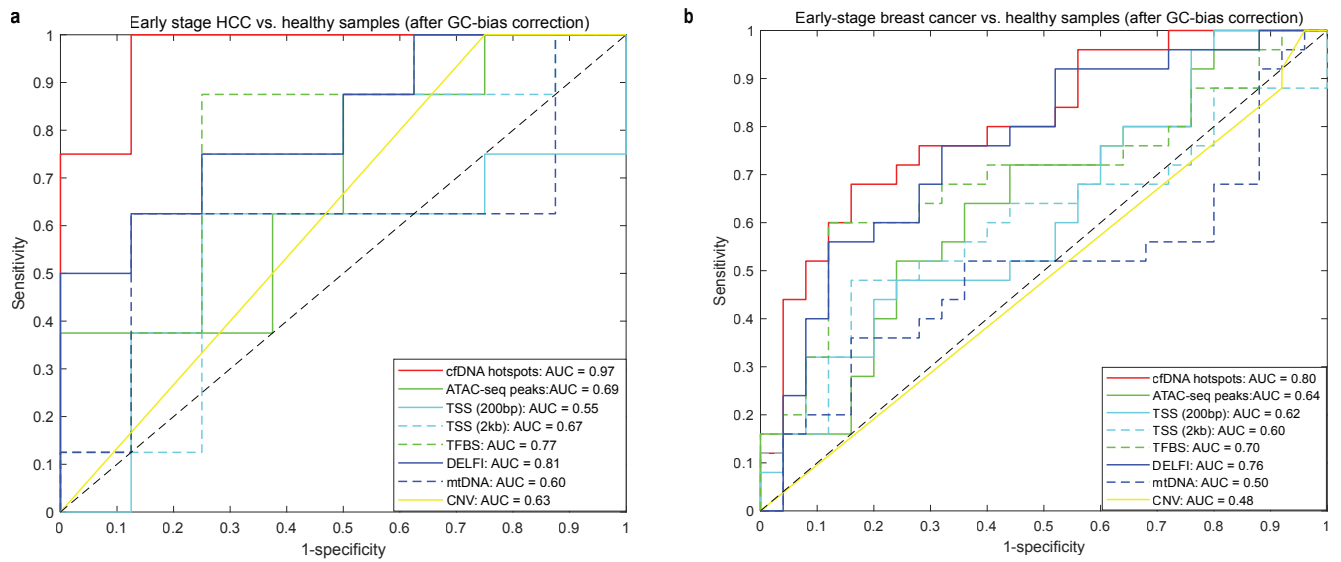 a
Early stage HCC vs. healthy samples (after GC-bias correction)
1
0.9
0.8
0.7
0.6
0.5
0.4
0.3
0.2
0.1
0
Sensitivity
cfDNA hotspots: AUC = 0.97
ATAC-seq peaks:AUC = 0.69
TSS (200bp): AUC = 0.55
TSS (2kb): AUC = 0.67
TFBS: AUC = 0.77
DELFI: AUC = 0.81
mtDNA: AUC = 0.60
CNV: AUC = 0.63
0 0.1 0.2 0.3 0.4 0.5 0.6 0.7 0.8 0.9 1
1-specificity
b
Early-stage breast cancer vs. healthy samples (after GC-bias correction)
1
0.9
0.8
0.7
0.6
0.5
0.4
0.3
0.2
0.1
0
Sensitivity
cfDNA hotspots: AUC = 0.80
ATAC-seq peaks:AUC = 0.64
TSS (200bp): AUC = 0.62
TSS (2kb): AUC = 0.60
TFBS: AUC = 0.70
DELFI: AUC = 0.76
mtDNA: AUC = 0.50
CNV: AUC = 0.48
0 0.1 0.2 0.3 0.4 0.5 0.6 0.7 0.8 0.9 1
1-specificity